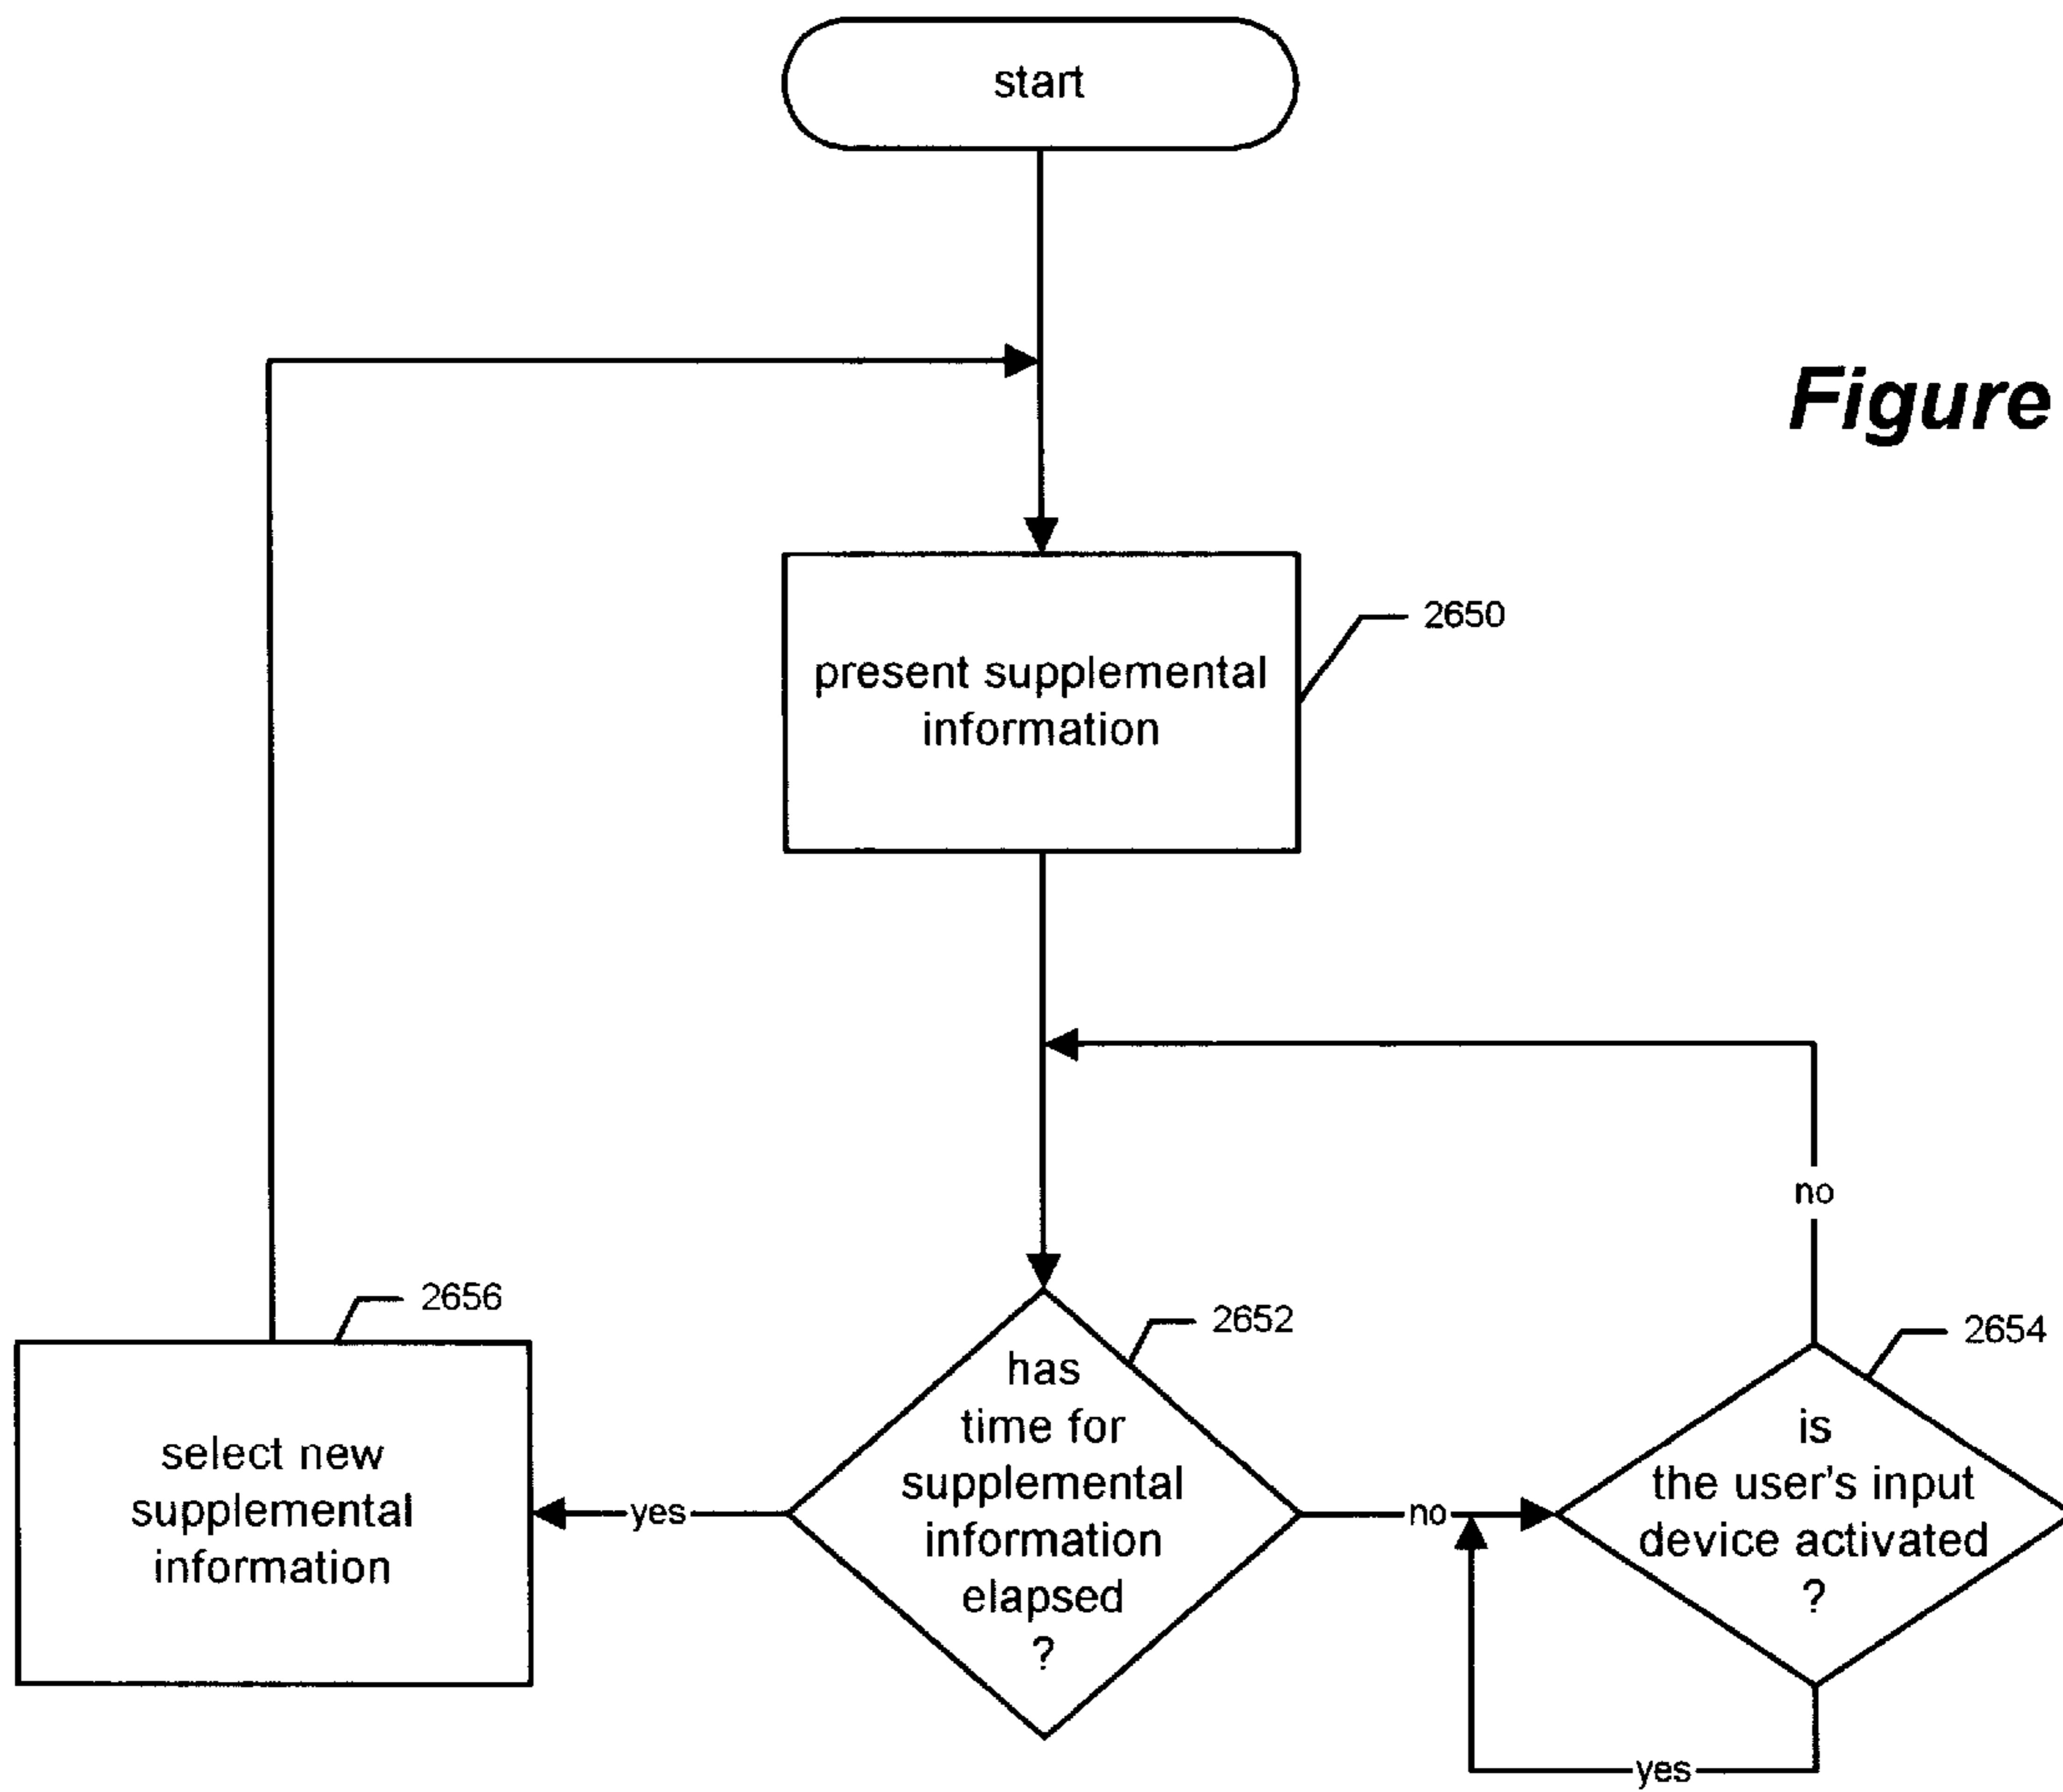 start
Figure
2650
present supplemental
information
no
2656
2652
2654
select new
supplemental
information
yes
has
time for
supplemental
information
elapsed
?
no
is
the user's input
device activated
?
yes